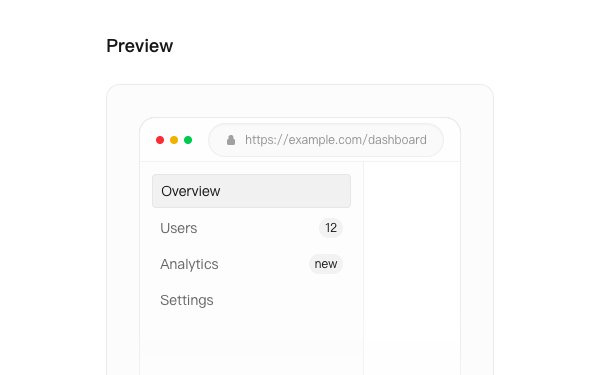 Preview
https://example.com/dashboard
Overview
Users 12
Analytics new
Settings